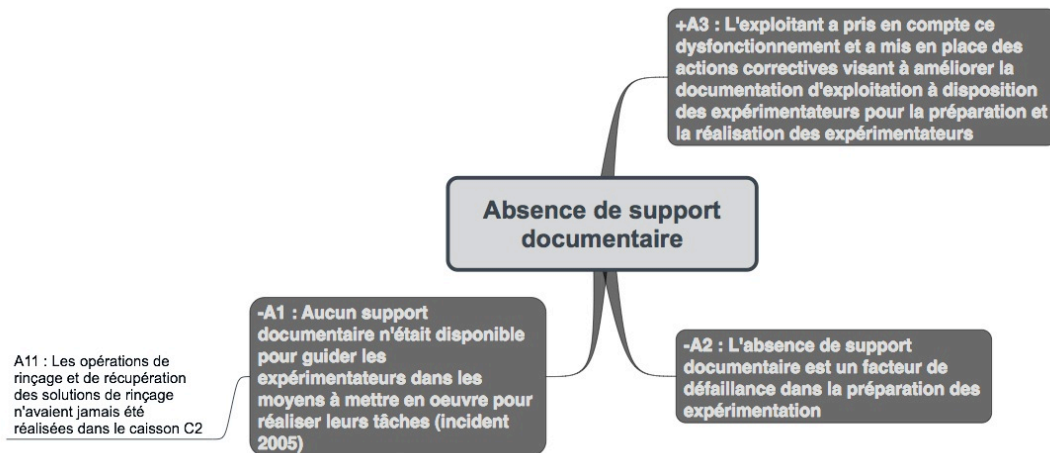 +A3 : L'exploitant a pris en compte ce
dysfonctionnement et a mis en place des
actions correctives visant à améliorer la
documentation d'exploitation à disposition
des expérimentateurs pour la préparation et
la réalisation des expérimentateurs
Absence de support
documentaire
-A1 : Aucun support
documentaire n'était disponible
pour guider les
expérimentateurs dans les
moyens à mettre en oeuvre pour
réaliser leurs tâches (incident
2005)
A11 : Les opérations de
rinçage et de récupération
des solutions de rinçage
n'avaient jamais été
réalisées dans le caisson C2
-A2 : L'absence de support
documentaire est un facteur de
défaillance dans la préparation des
expérimentation